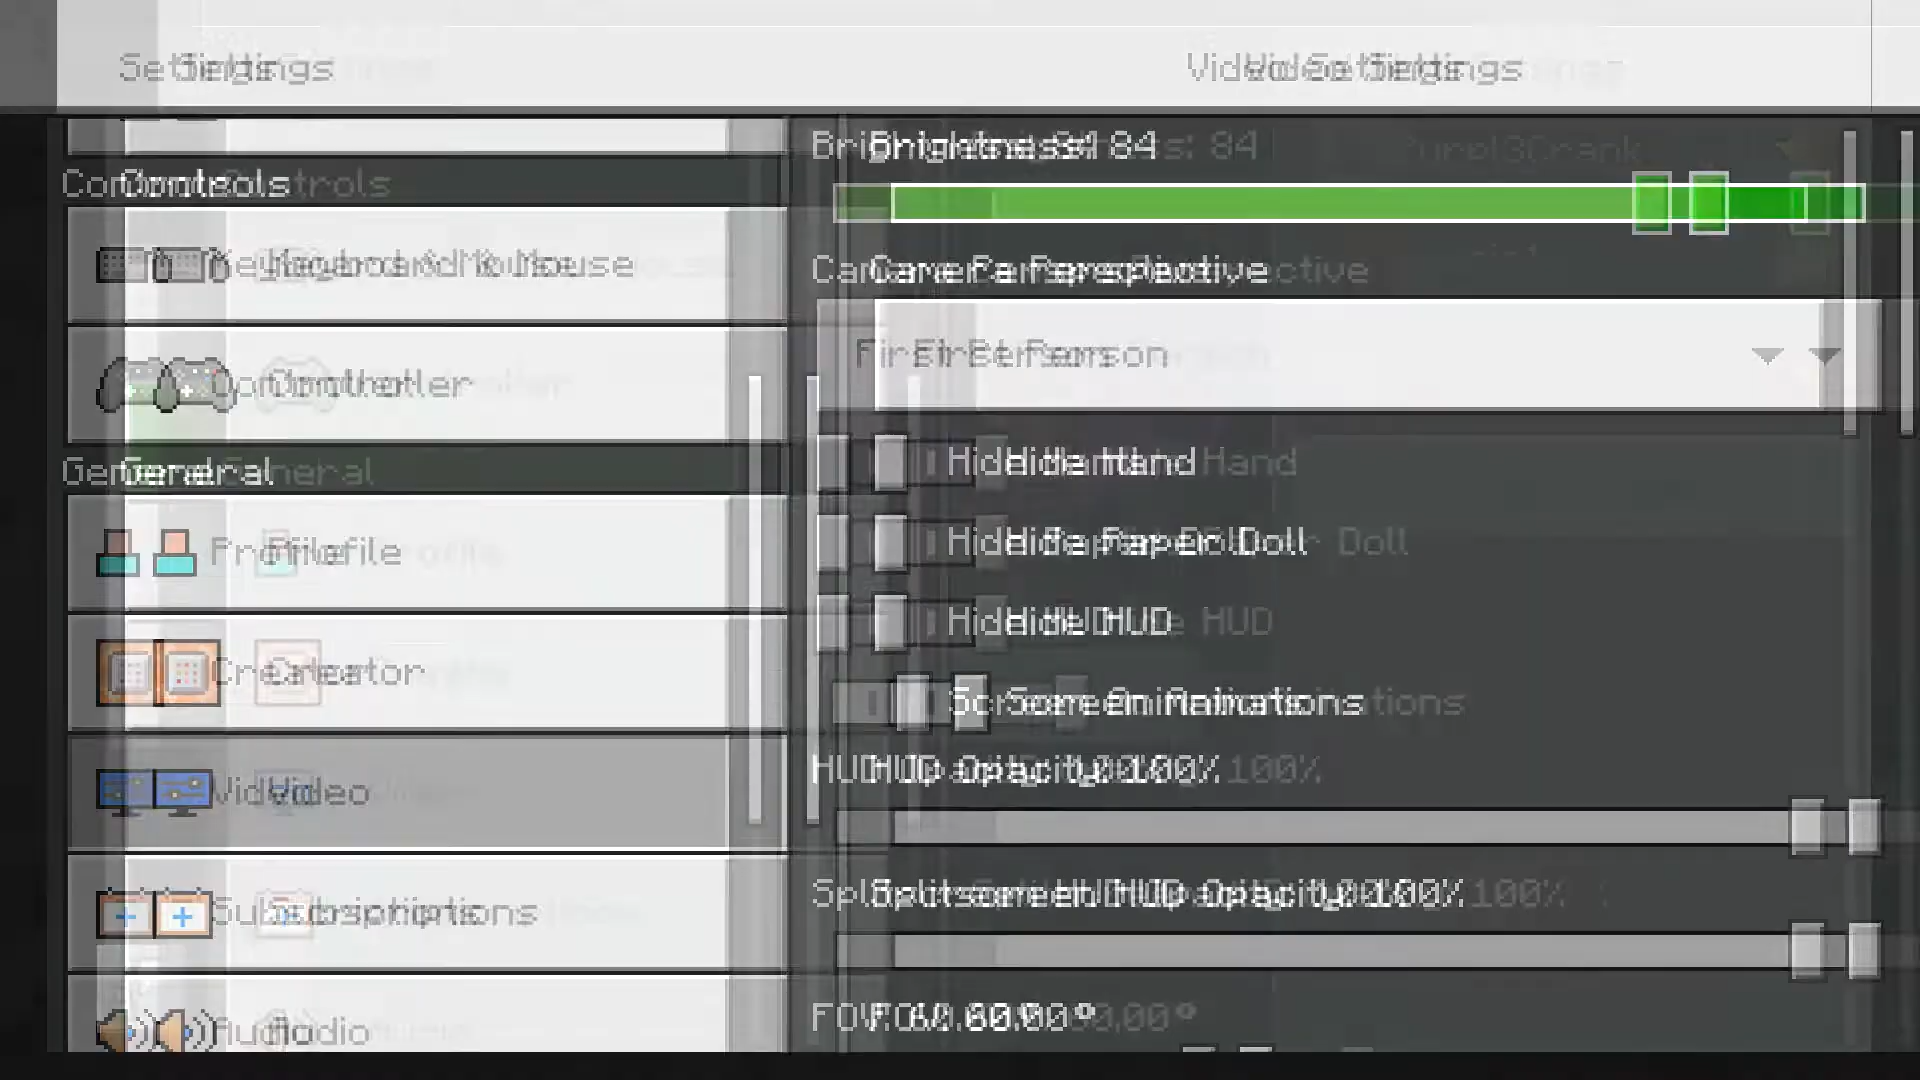 Settings
Video Settings
Controls
Keyboard & Mouse
Controller
General
Profile
Creator
Video
Subscriptions
Audio
Brightness: 84
Camera Perspective
First Person
Hide Hand
Hide Paper Doll
Hide HUD
Screen Animations
HUD Opacity: 100%
Splitscreen HUD Opacity: 100%
FOV: 60.00°